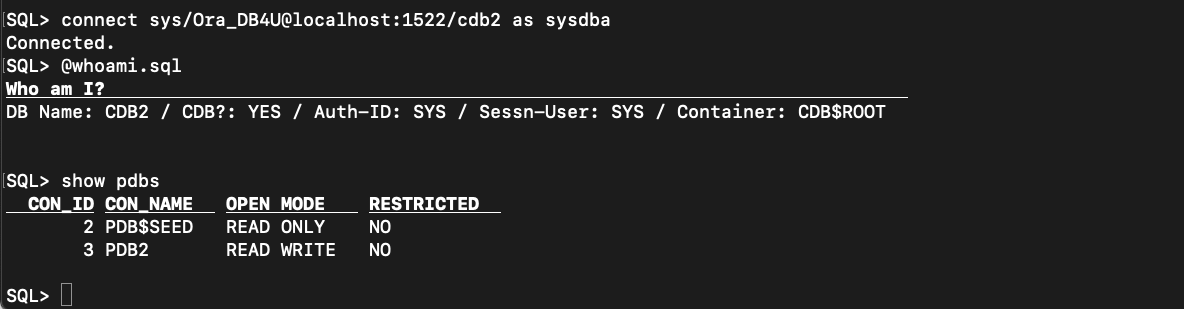 SQL> connect sys/Ora_DB4U@localhost:1522/cdb2 as sysdba
Connected.
SQL> @whoami.sql
Who am I?
DB Name: CDB2 / CDB?: YES / Auth-ID: SYS / Sessn-User: SYS / Container: CDB$ROOT
SQL> show pdbs
CON_ID CON_NAME OPEN MODE RESTRICTED
2 PDB$SEED READ ONLY NO
3 PDB2 READ WRITE NO
SQL>